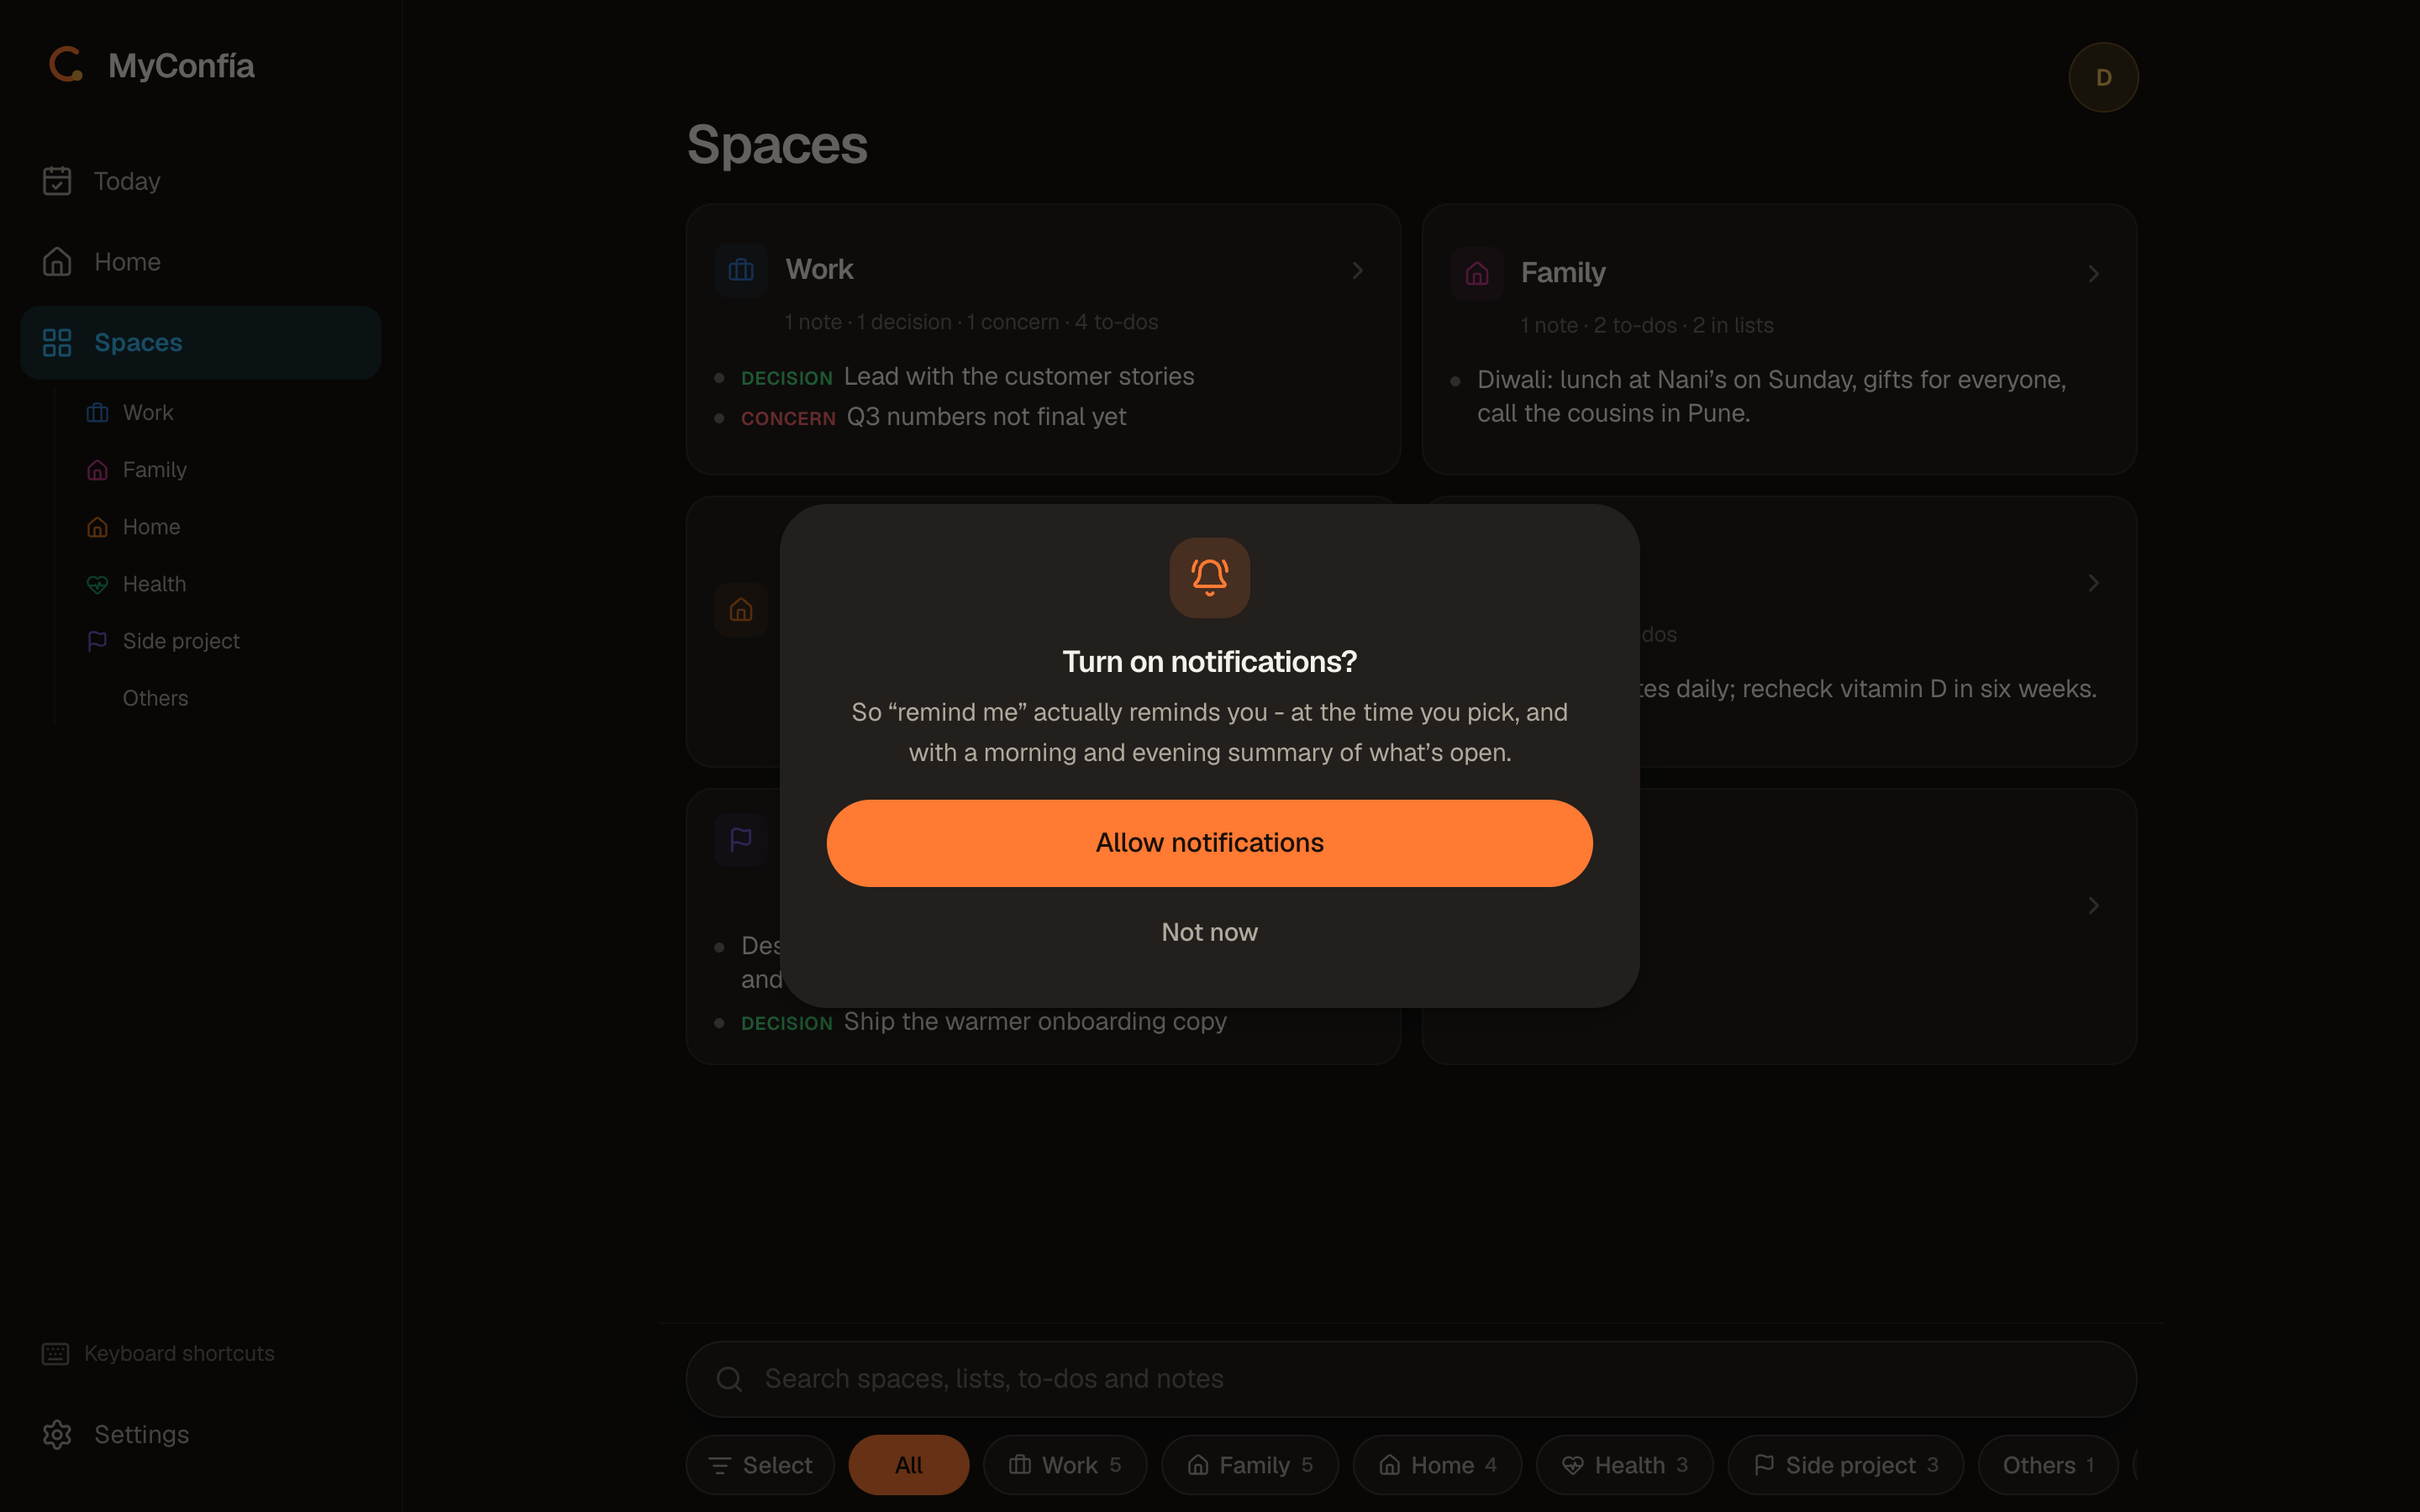 MyConfía
Today
Home
Spaces
Work
Family
Home
Health
Side project
Others
Keyboard shortcuts
Settings
D
Spaces
Work
1 note · 1 decision · 1 concern · 4 to-dos
DECISION Lead with the customer stories
CONCERN Q3 numbers not final yet
Family
1 note · 2 to-dos · 2 in lists
Diwali: lunch at Nani’s on Sunday, gifts for everyone,
call the cousins in Pune.
daily; recheck vitamin D in six weeks.
and
DECISION Ship the warmer onboarding copy
Turn on notifications?
So “remind me” actually reminds you - at the time you pick, and
with a morning and evening summary of what’s open.
Allow notifications
Not now
Search spaces, lists, to-dos and notes
Select
All
Work 5
Family 5
Home 4
Health 3
Side project 3
Others 1